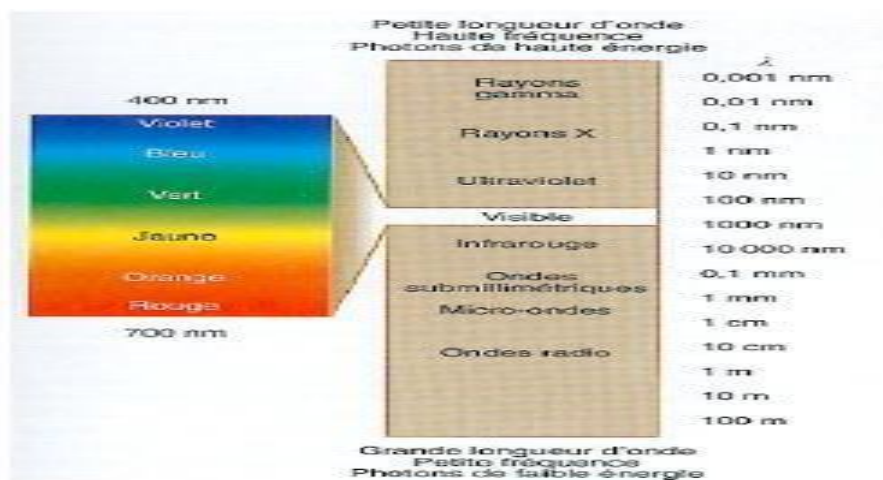 Petite longueur d'onde
Haute fréquence
Photons de haute énergie
400 nm
Violet
Bleu
Vert
Jaune
Orange
Rouge
700 nm
Rayons
gamma
Rayons X
Ultraviolet
Visible
Infrarouge
Ondes
submillimétriques
Micro-ondes
Ondes radio
λ
0,001 nm
0,01 nm
0,1 nm
1 nm
10 nm
100 nm
1000 nm
10 000 nm
0,1 mm
1 mm
1 cm
10 cm
1 m
10 m
100 m
Grande longueur d'onde
Petite fréquence
Photons de faible énergie